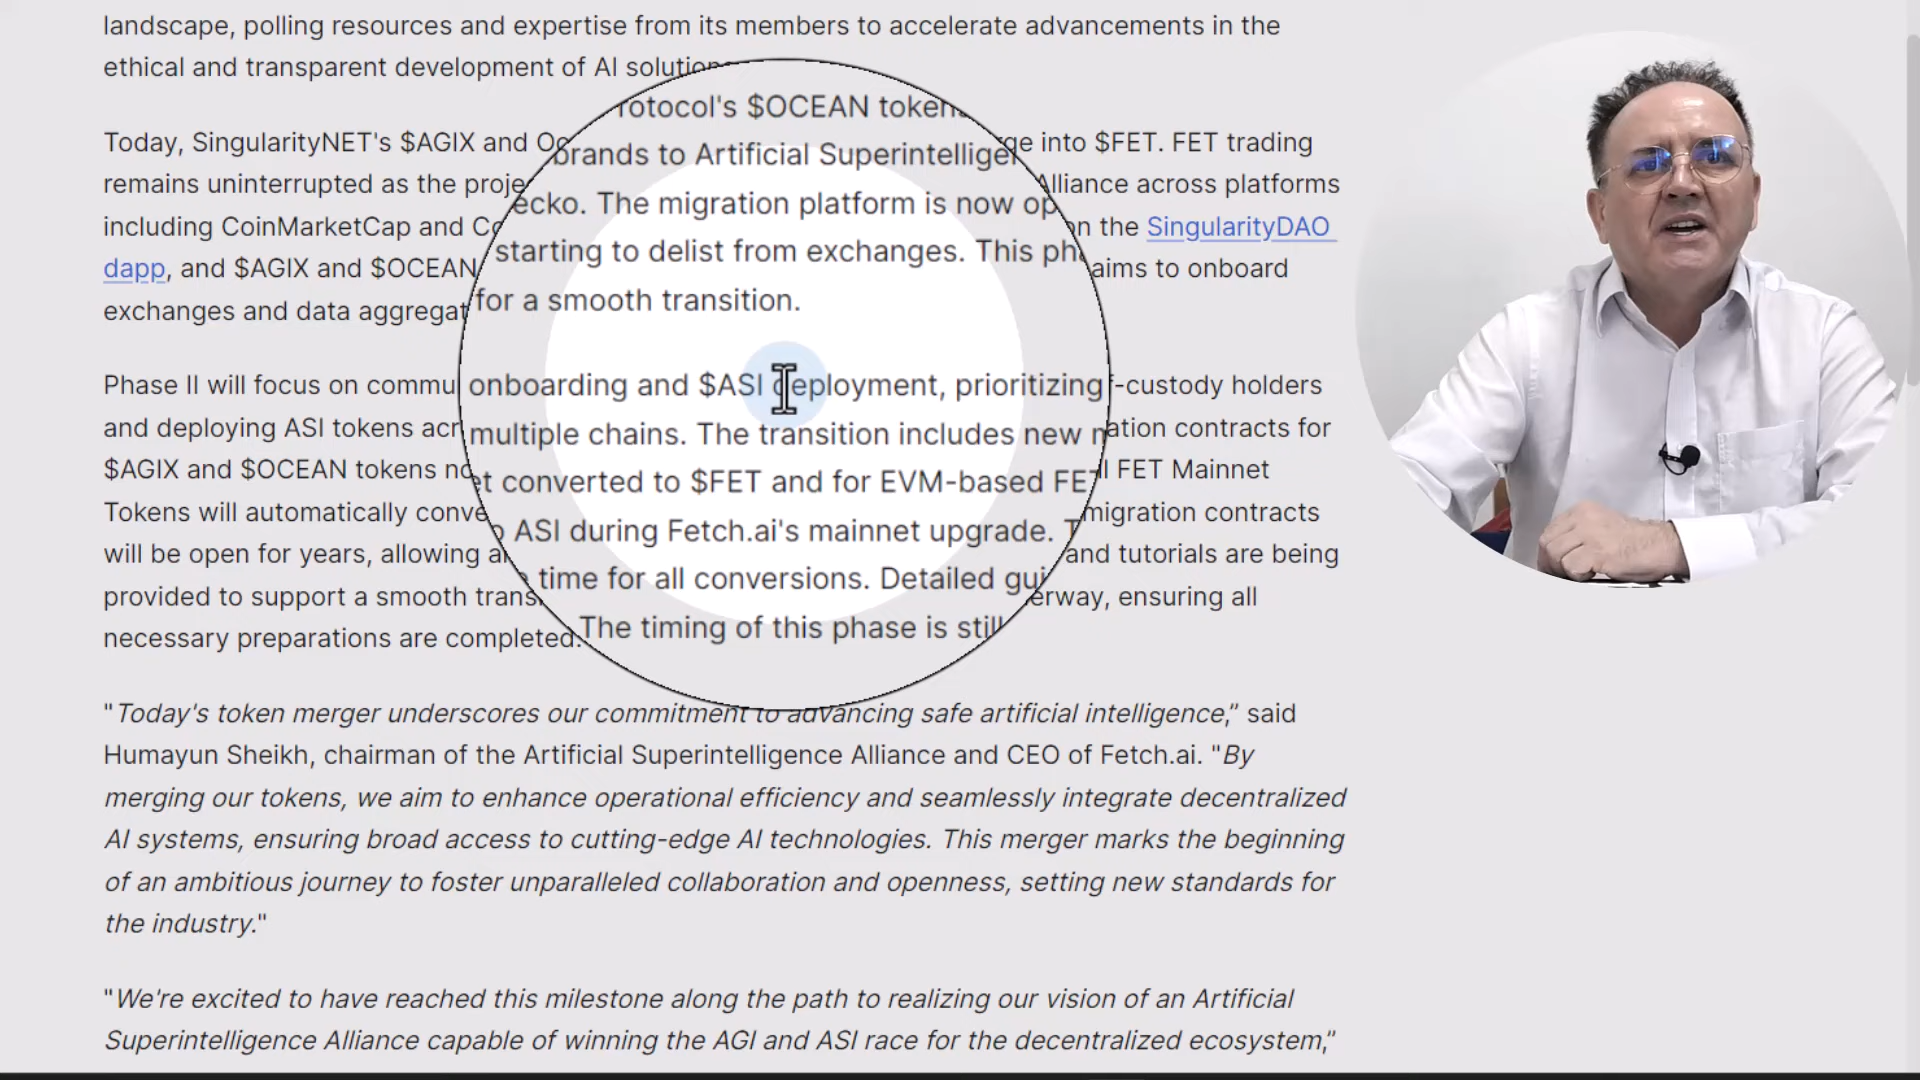 landscape, polling resources and expertise from its members to accelerate advancements in the
ethical and transparent development of AI solutions
Today, SingularityNET's $AGIX and rotocol's $OCEAN token into $FET. FET trading
remains uninterrupted as the brands to Artificial Alliance across platforms
including CoinMarketCap and ecko. The migration platform is now on the SingularityDAO
dapp, and $AGIX and $OCEAN starting to delist from exchanges. This aims to onboard
exchanges and data for a smooth transition.
Phase II will focus on onboarding and $ASI deployment, prioritizing f-custody holders
and deploying ASI tokens multiple chains. The transition includes new ation contracts for
$AGIX and $OCEAN tokens converted to $FET and for EVM-based FET Mainnet
Tokens will automatically ASI during Fetch.ai's mainnet upgrade. migration contracts
will be open for years, allowing time for all conversions. Detailed and tutorials are being
provided to support a smooth The timing of this phase is still erway, ensuring all
necessary preparations are completed.
"Today's token merger underscores our commitment to advancing safe artificial intelligence,” said
Humayun Sheikh, chairman of the Artificial Superintelligence Alliance and CEO of Fetch.ai. "By
merging our tokens, we aim to enhance operational efficiency and seamlessly integrate decentralized
AI systems, ensuring broad access to cutting-edge AI technologies. This merger marks the beginning
of an ambitious journey to foster unparalleled collaboration and openness, setting new standards for
the industry."
"We're excited to have reached this milestone along the path to realizing our vision of an Artificial
Superintelligence Alliance capable of winning the AGI and ASI race for the decentralized ecosystem,”